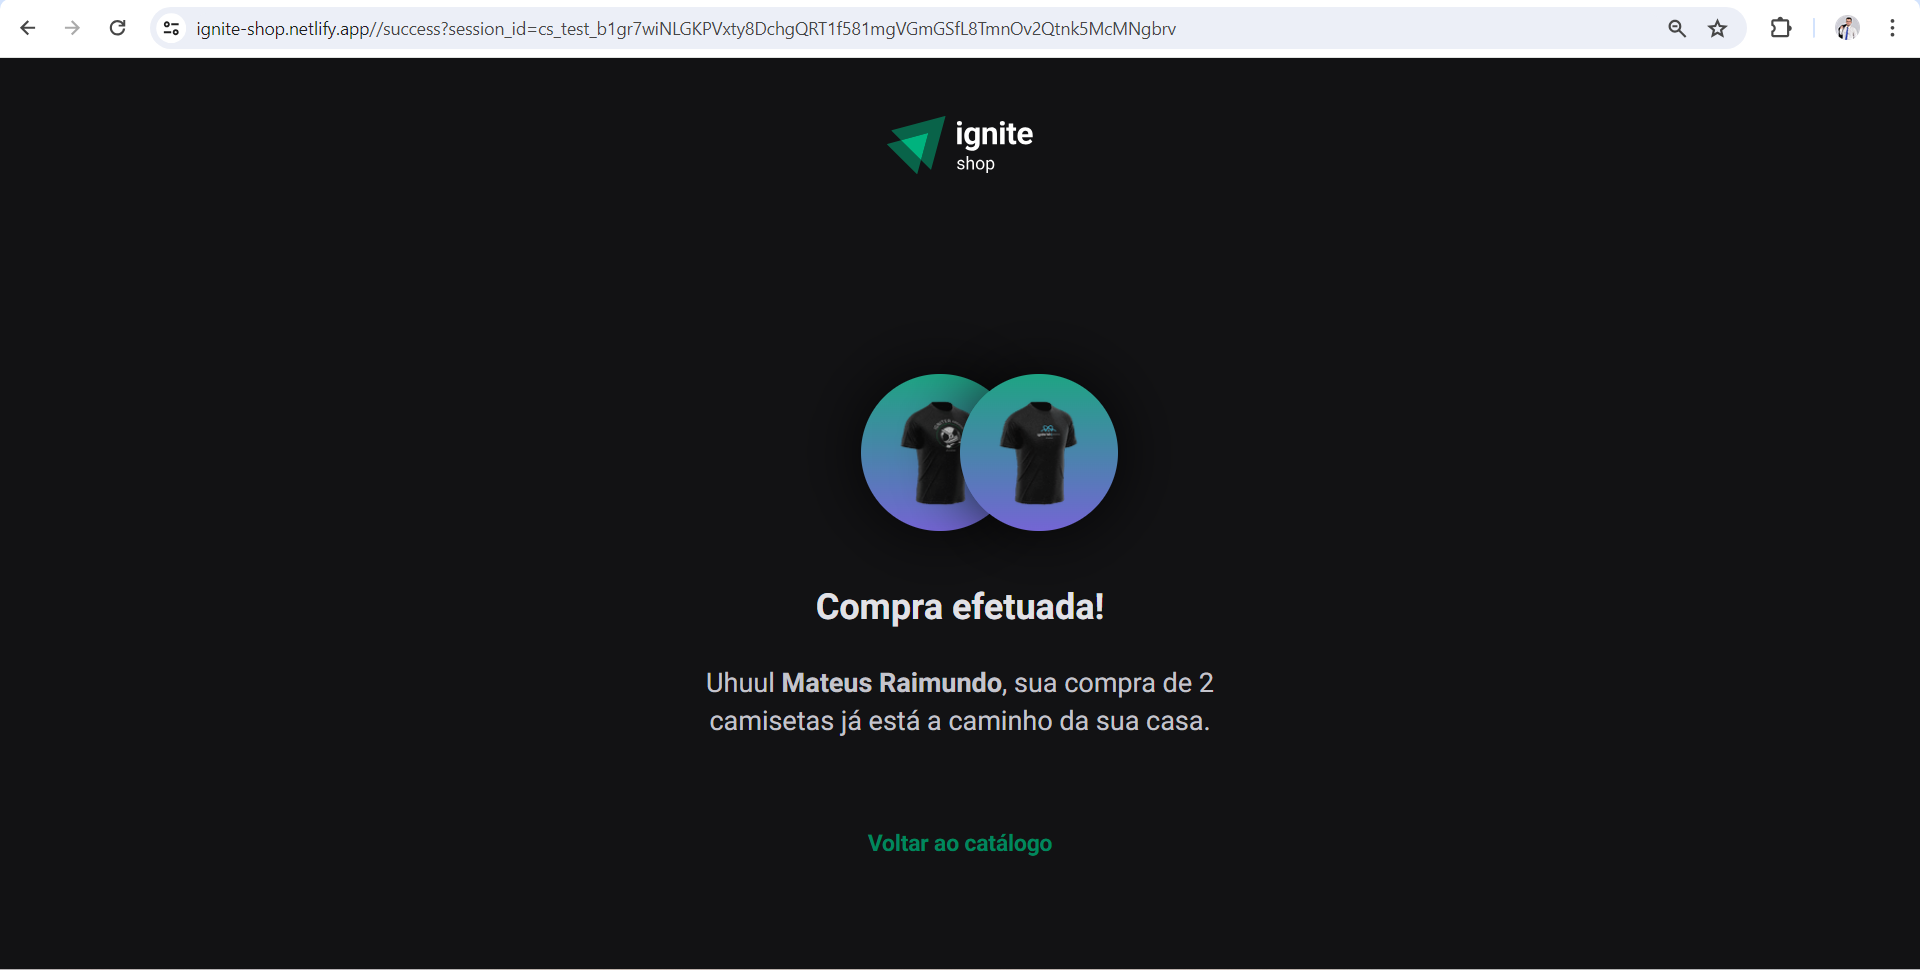 ignite-shop.netlify.app//success?session_id=cs_test_b1gr7wiNLGKPVxty8DchgQRT1f581mgVGmGSfL8TmnOv2Qtnk5McMNgbrv
ignite
shop
Compra efetuada!
Uhuul Mateus Raimundo, sua compra de 2
camisetas já está a caminho da sua casa.
Voltar ao catálogo